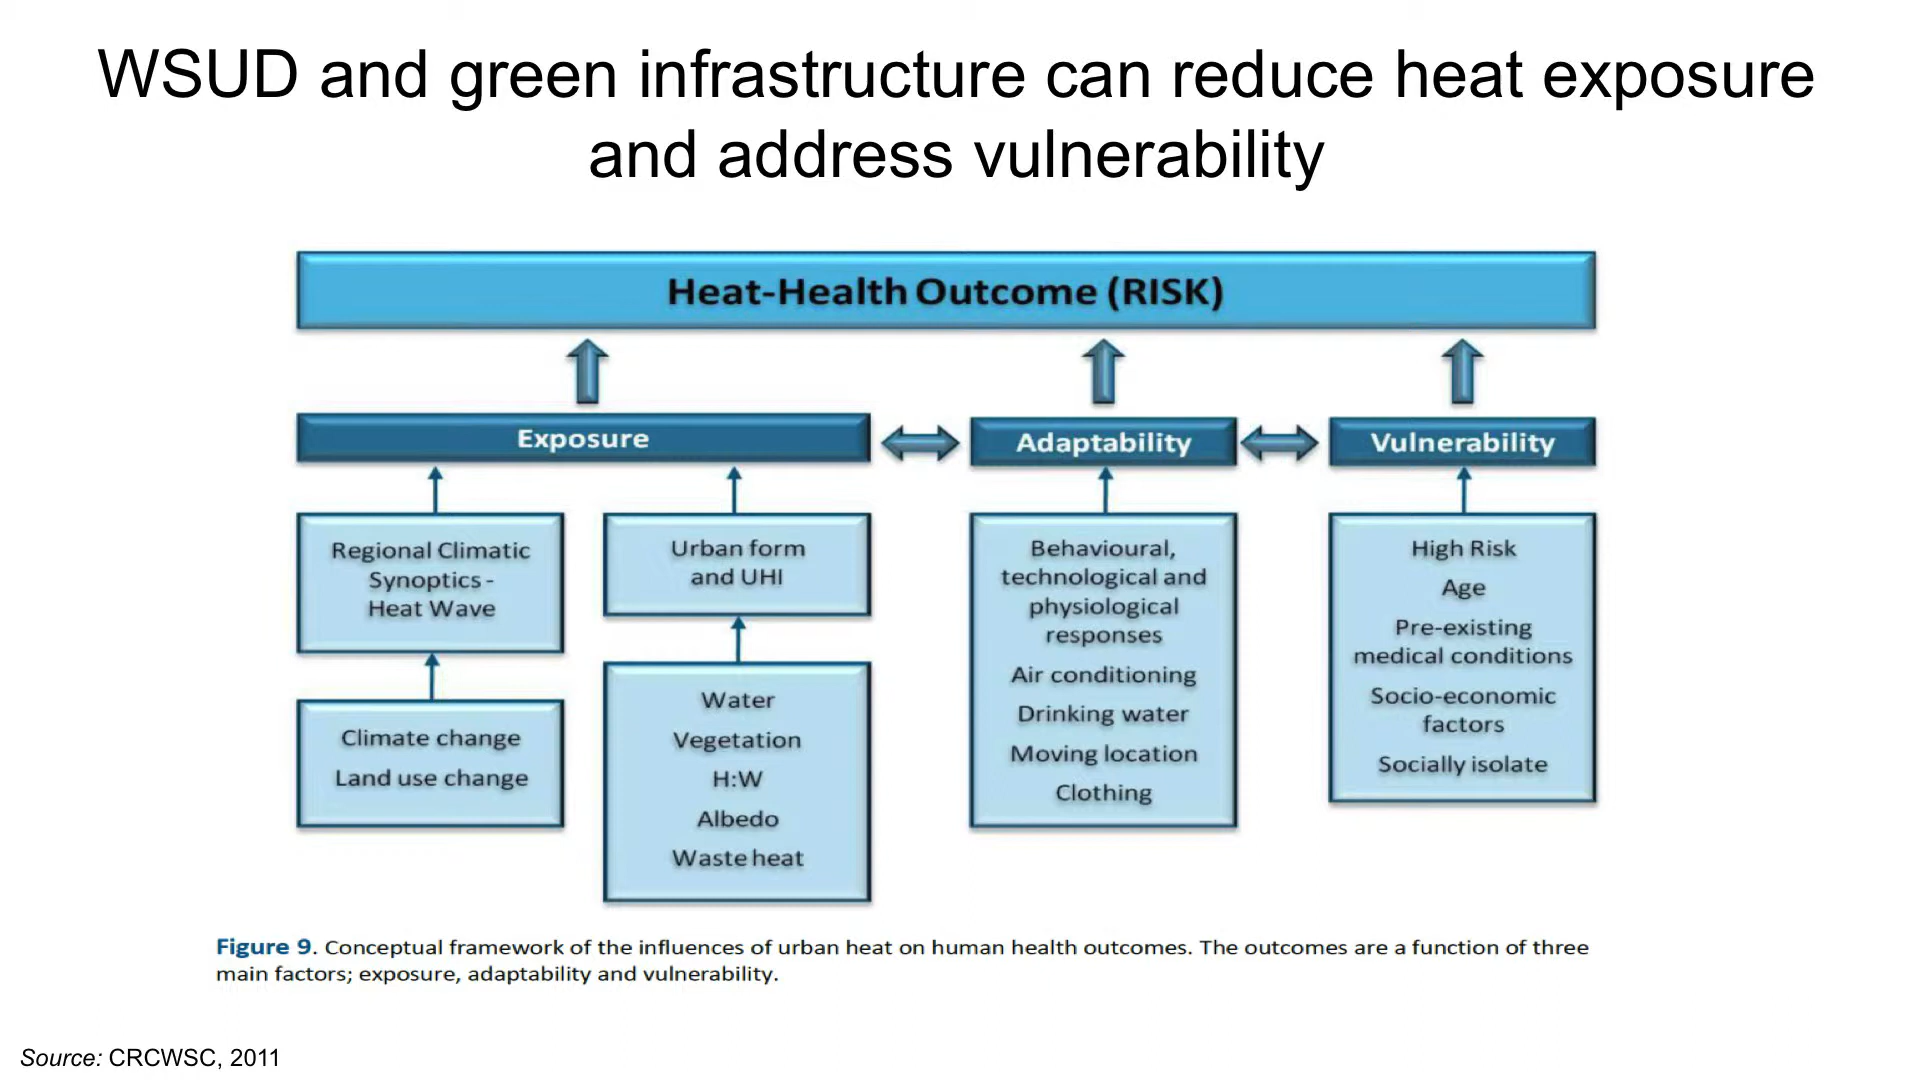 WSUD and green infrastructure can reduce heat exposure
and address vulnerability
Heat-Health Outcome (RISK)
Exposure
Adaptability
Vulnerability
Regional Climatic
Synoptics -
Heat Wave
Climate change
Land use change
Urban form
and UHI
Water
Vegetation
H:W
Albedo
Waste heat
Behavioural,
technological and
physiological
responses
Air conditioning
Drinking water
Moving location
Clothing
High Risk
Age
Pre-existing
medical conditions
Socio-economic
factors
Socially isolate
Figure 9. Conceptual framework of the influences of urban heat on human health outcomes. The outcomes are a function of three
main factors; exposure, adaptability and vulnerability.
Source: CRCWSC, 2011